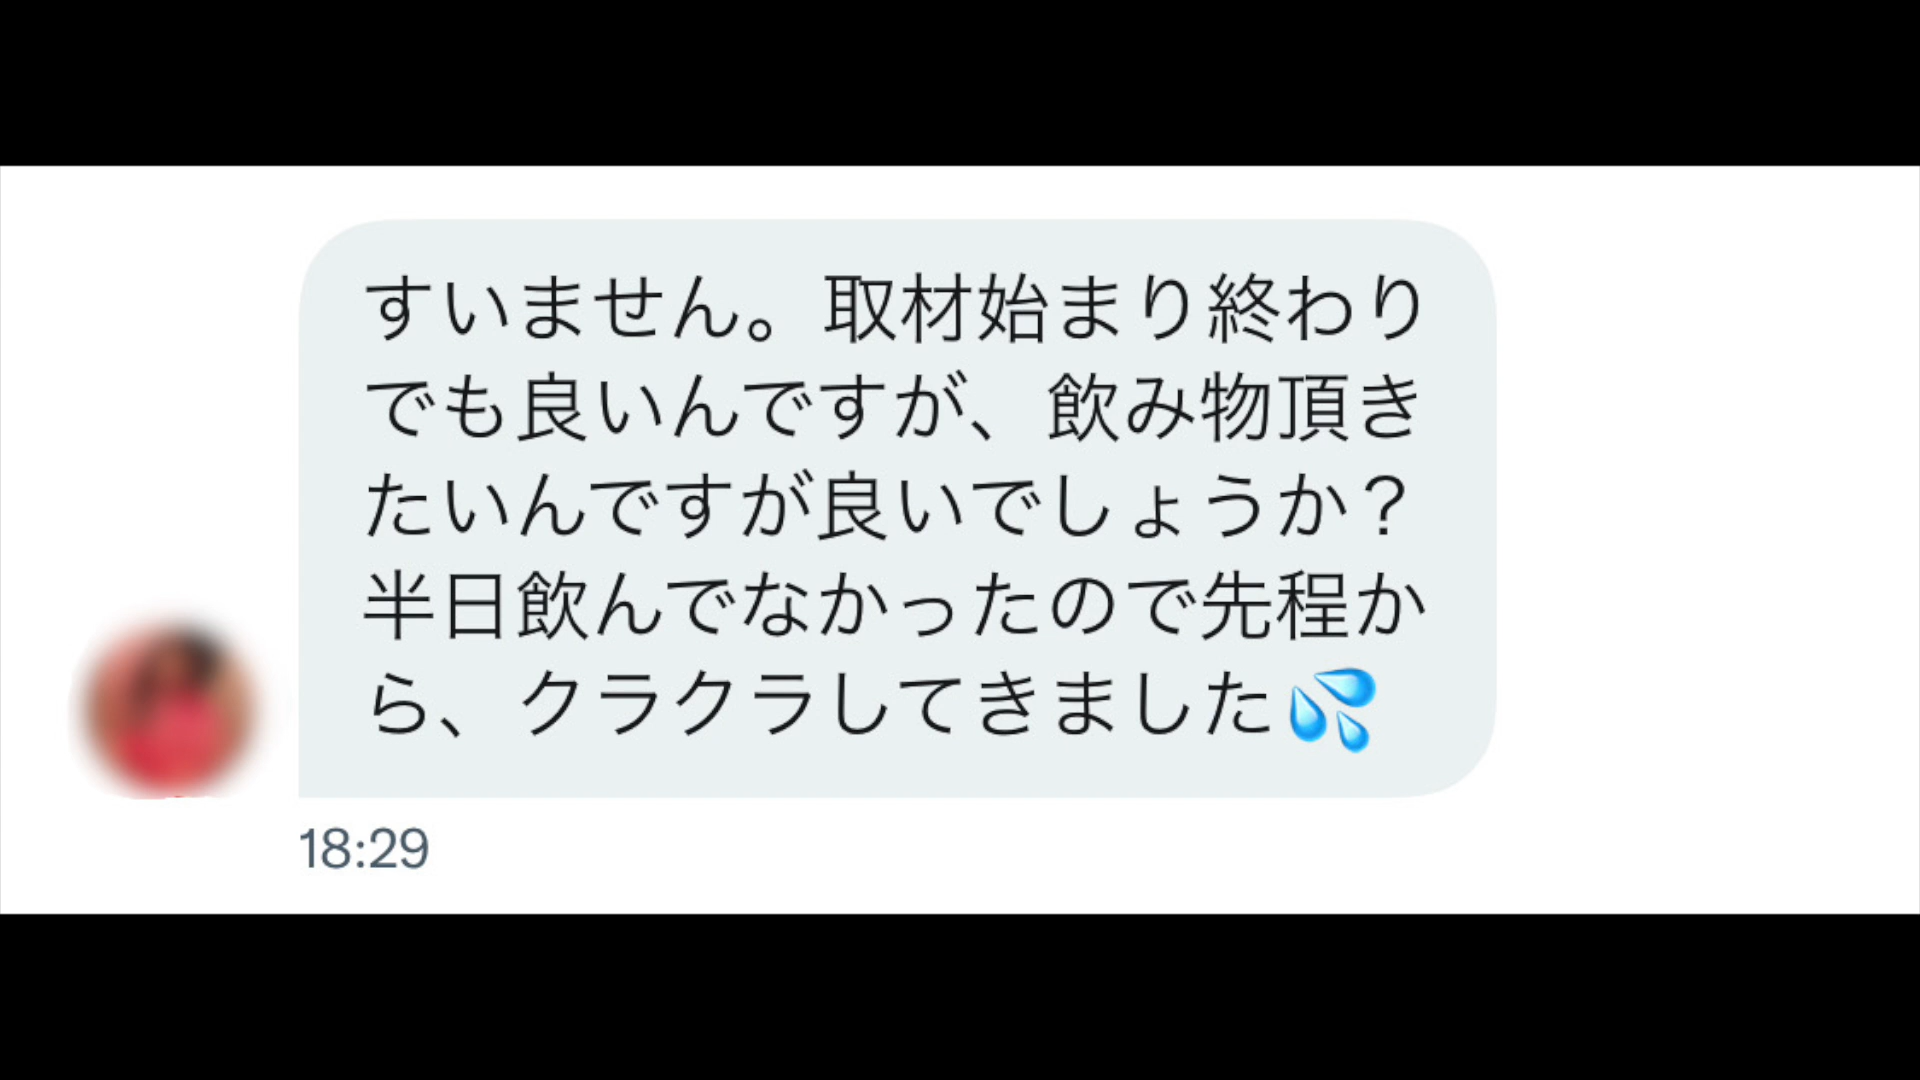 すいません。取材始まり終わり
でも良いんですが、飲み物頂き
たいんですが良いでしょうか？
半日飲んでなかったので先程か
ら、クラクラしてきました💦
18:29